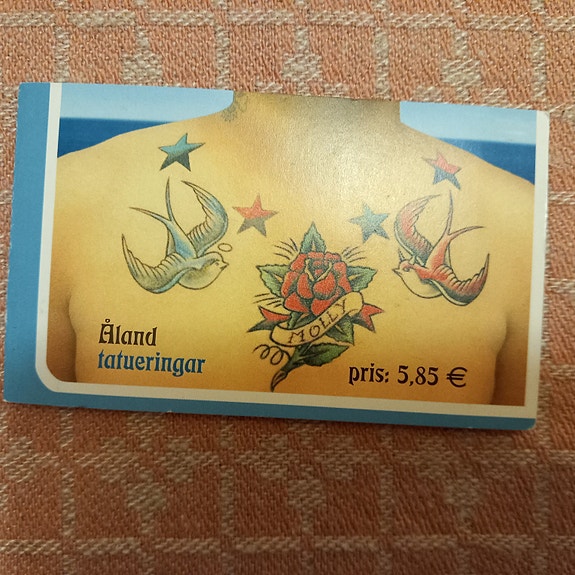 MOLLY
Åland
tatueringar
pris: 5,85 €